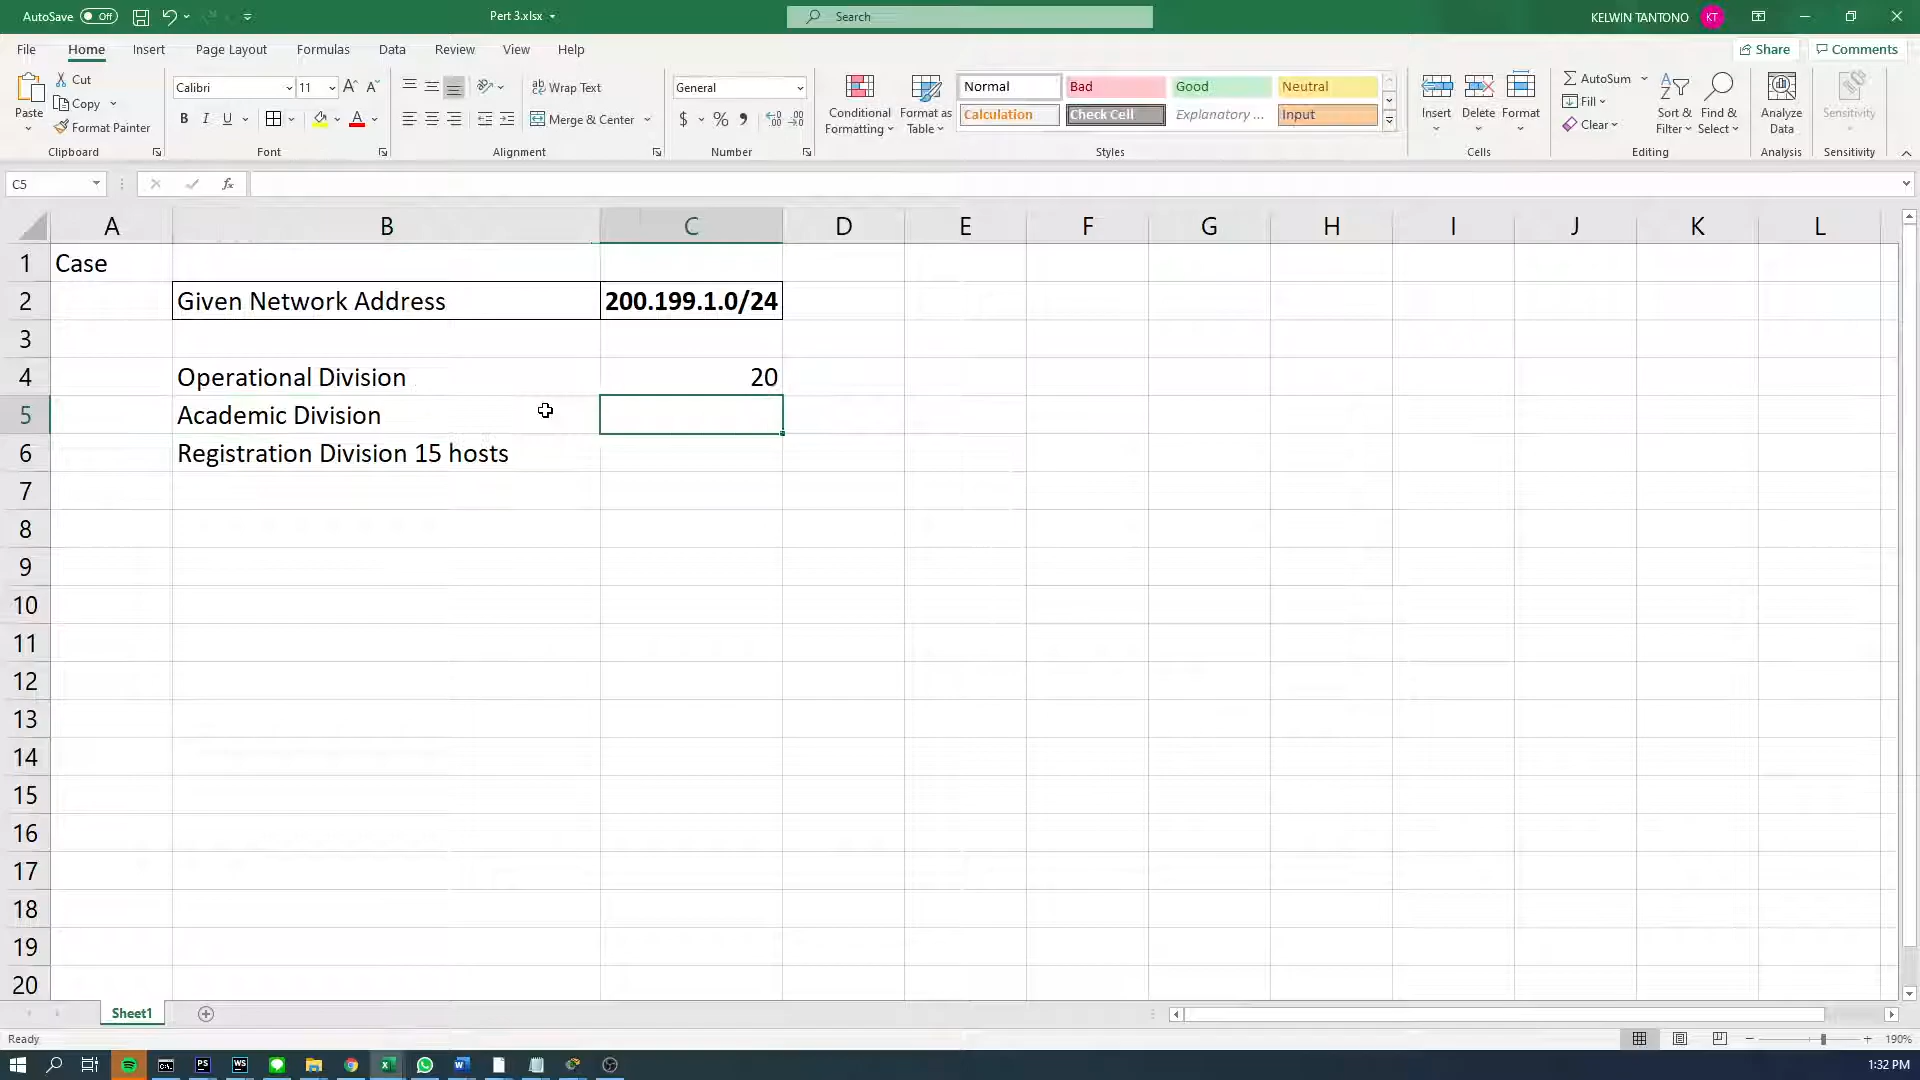 AutoSave Off Pert 3.xlsx Search KELWIN TANTONO KT
File Home Insert Page Layout Formulas Data Review View Help Share Comments
Paste Cut Copy Format Painter
Calibri 11 A A B I U A
Wrap Text Merge & Center
General $ % 9
Conditional Formatting Format as Table
Normal Bad Good Neutral
Calculation Check Cell Explanatory ... Input
Insert Delete Format
AutoSum Fill Clear Sort & Filter Find & Select
Analyze Data Sensitivity
Clipboard Font Alignment Number Styles Cells Editing Analysis Sensitivity
C5 fx
A B C D E F G H I J K L
1 Case
2 Given Network Address 200.199.1.0/24
3
4 Operational Division 20
5 Academic Division
6 Registration Division 15 hosts
7
8
9
10
11
12
13
14
15
16
17
18
19
20
Sheet1
Ready 190%
1:32 PM